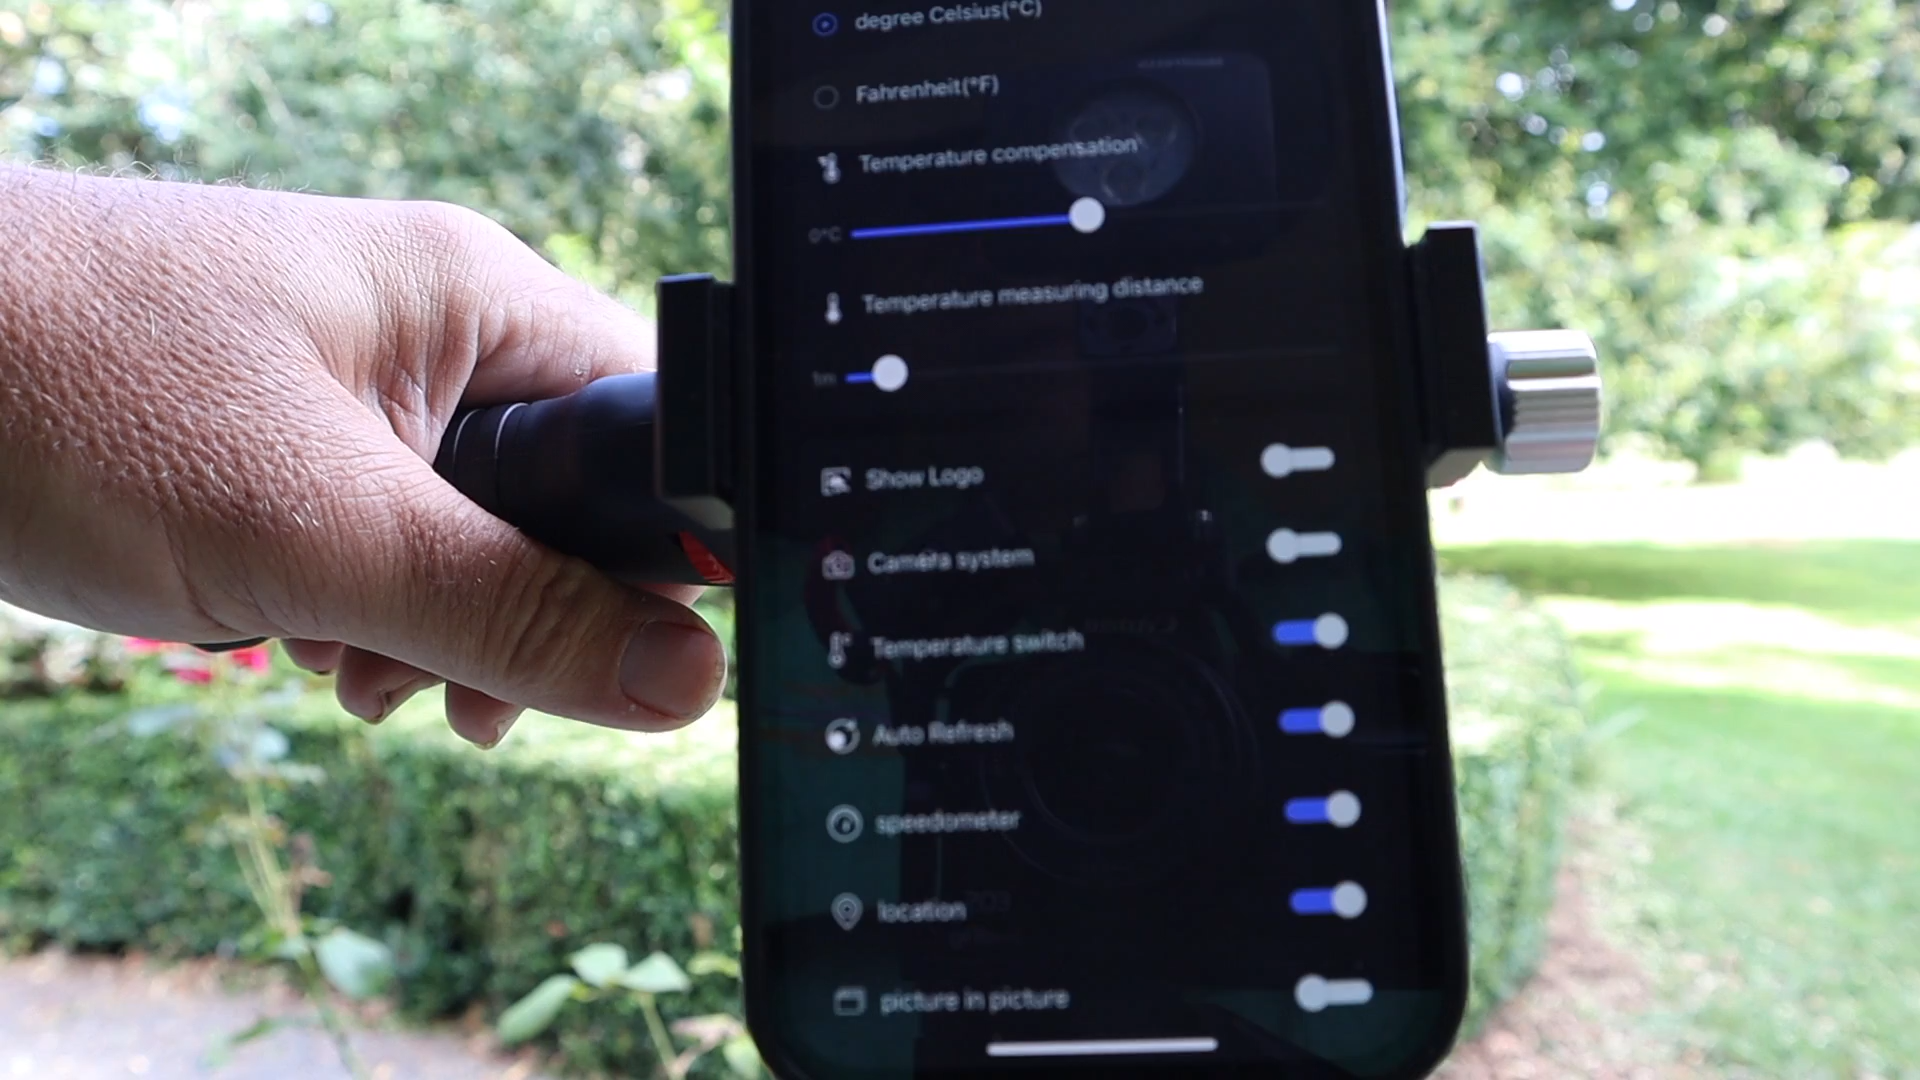 degree Celsius(°C)
Fahrenheit(°F)
Temperature compensation
0°C
Temperature measuring distance
1m
Show Logo
Camera system
Temperature switch
Auto Refresh
speedometer
location
picture in picture